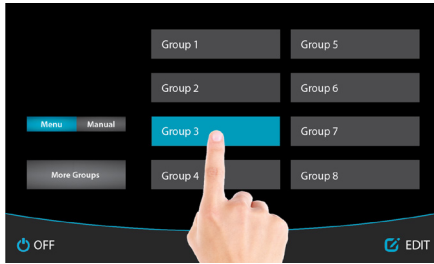 Group 1
Group 5
Group 2
Group 6
Menu
Manual
Group 3
Group 7
More Groups
Group 4
Group 8
OFF
EDIT